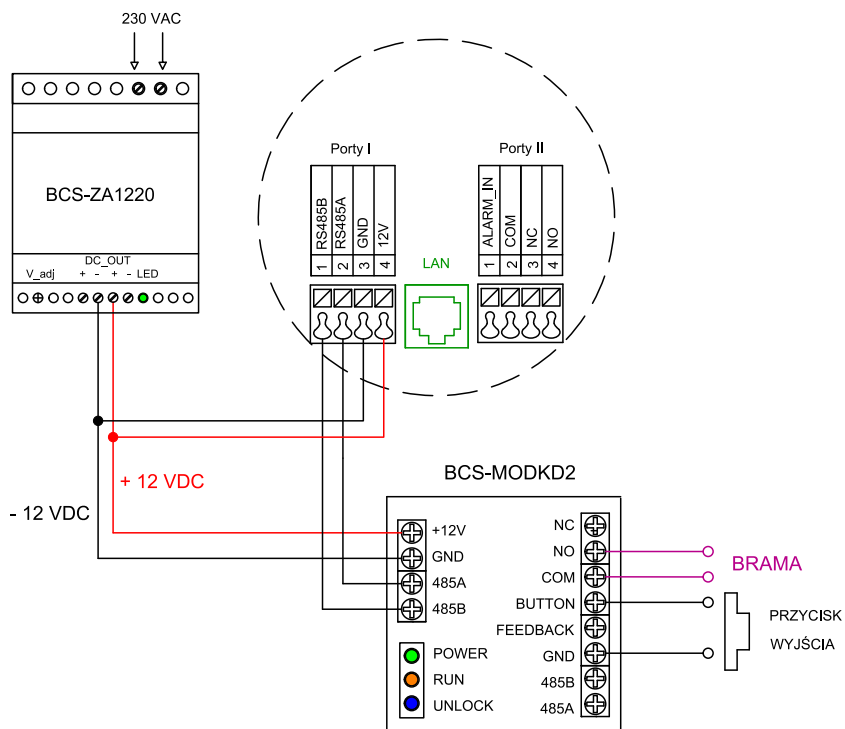 230 VAC
BCS-ZA1220
DC_OUT
V_adj + - + - LED
Porty I
RS485B
RS485A
GND
12V
1 2 3 4
LAN
Porty II
ALARM_IN
COM
NC
NO
1 2 3 4
+ 12 VDC
- 12 VDC
BCS-MODKD2
+12V
GND
485A
485B
POWER
RUN
UNLOCK
NC
NO
COM
BUTTON
FEEDBACK
GND
485B
485A
BRAMA
PRZYCISK
WYJŚCIA